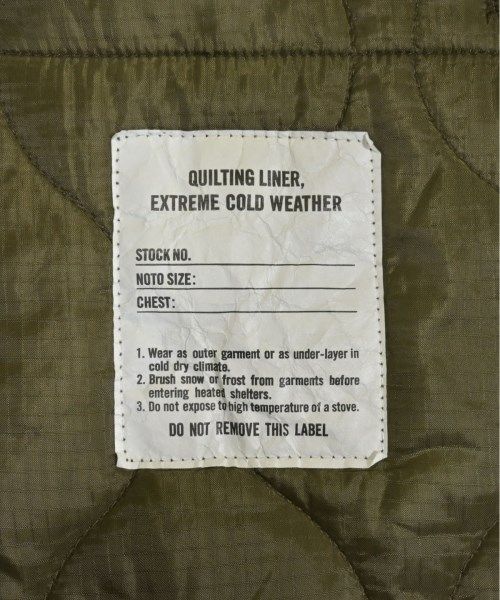 QUILTING LINER,
EXTREME COLD WEATHER
STOCK NO.
NOTO SIZE:
CHEST:
1. Wear as outer garment or as under-layer in
cold dry climate.
2. Brush snow or frost from garments before
entering heated shelters.
3. Do not expose to high temperature of a stove.
DO NOT REMOVE THIS LABEL